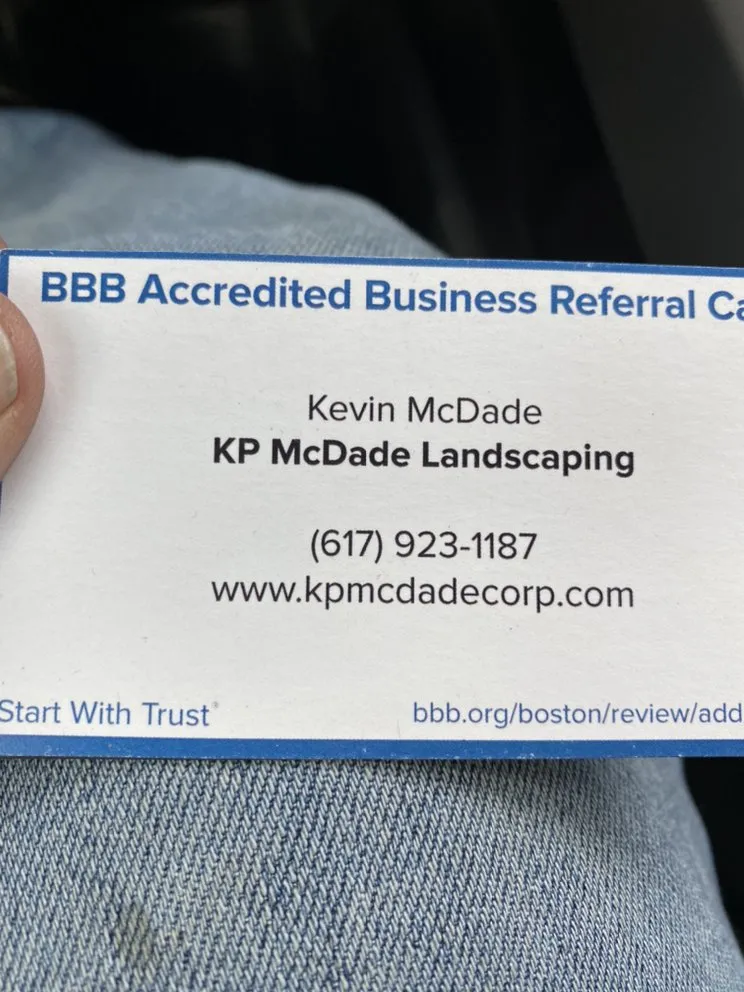 BBB Accredited Business Referral
Kevin McDade
KP McDade Landscaping
(617) 923-1187
www.kpmcdadecorp.com
Start With Trust®
bbb.org/boston/review/add